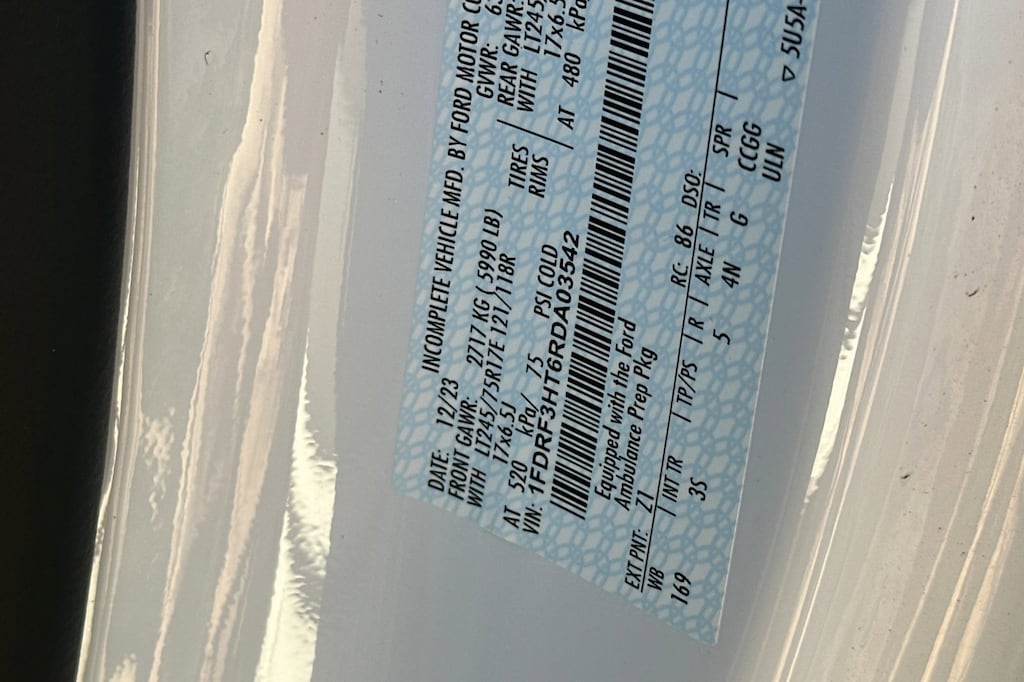 DATE: 12/23 INCOMPLETE VEHICLE MFD. BY FORD MOTOR
FRONT GAWR: 2717 KG ( 5990 LB) GVWR:
WITH LT245/75R17E 121/118R TIRES REAR GAWR:
17x6.5J RIMS WITH LT245
AT 520 kPa/ 75 PSI COLD AT 480 kPa/
VIN: 1FDRF3HT6RDA03542
Equipped with the Ford
Ambulance Prep Pkg
EXT PNT: Z1 RC: 86 DSO:
WB | INT TR | TP/PS | R | AXLE | TR | SPR |
169 3S 5 4N G CCGG
ULN
▽ 5U5A-